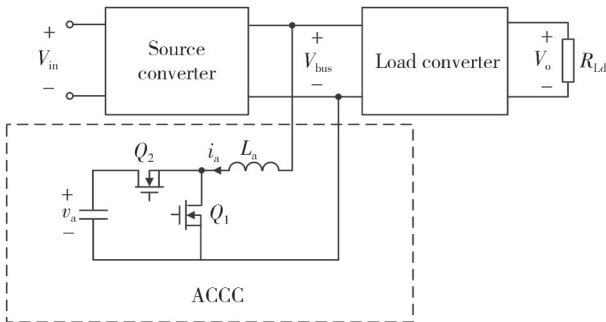 +
V_in
−
Source
converter
+
V_bus
−
Load converter
+
V_o
−
R_Ld
Q_2
i_a
L_a
+
v_a
−
Q_1
ACCC